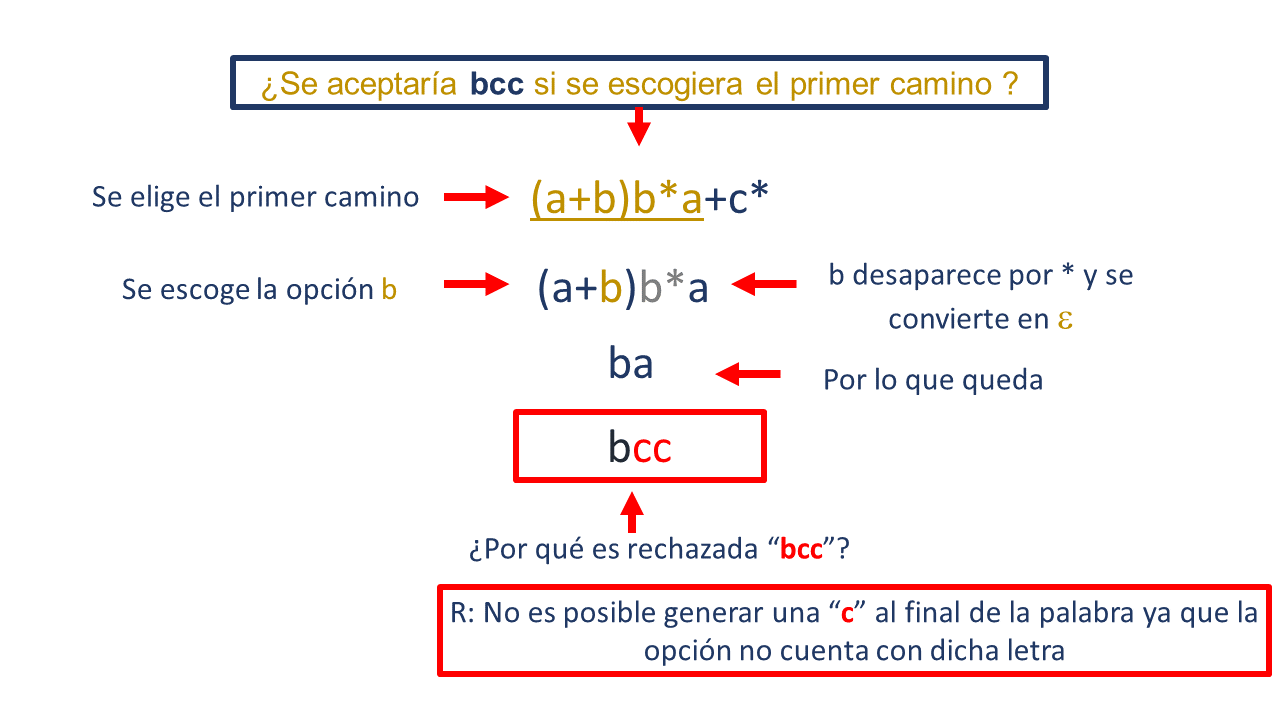 ¿Se aceptaría bcc si se escogiera el primer camino ?
Se elige el primer camino
(a+b)b*a+c*
Se escoge la opción b
(a+b)b*a
b desaparece por * y se
convierte en ε
ba
Por lo que queda
bcc
¿Por qué es rechazada “bcc”?
R: No es posible generar una “c” al final de la palabra ya que la
opción no cuenta con dicha letra